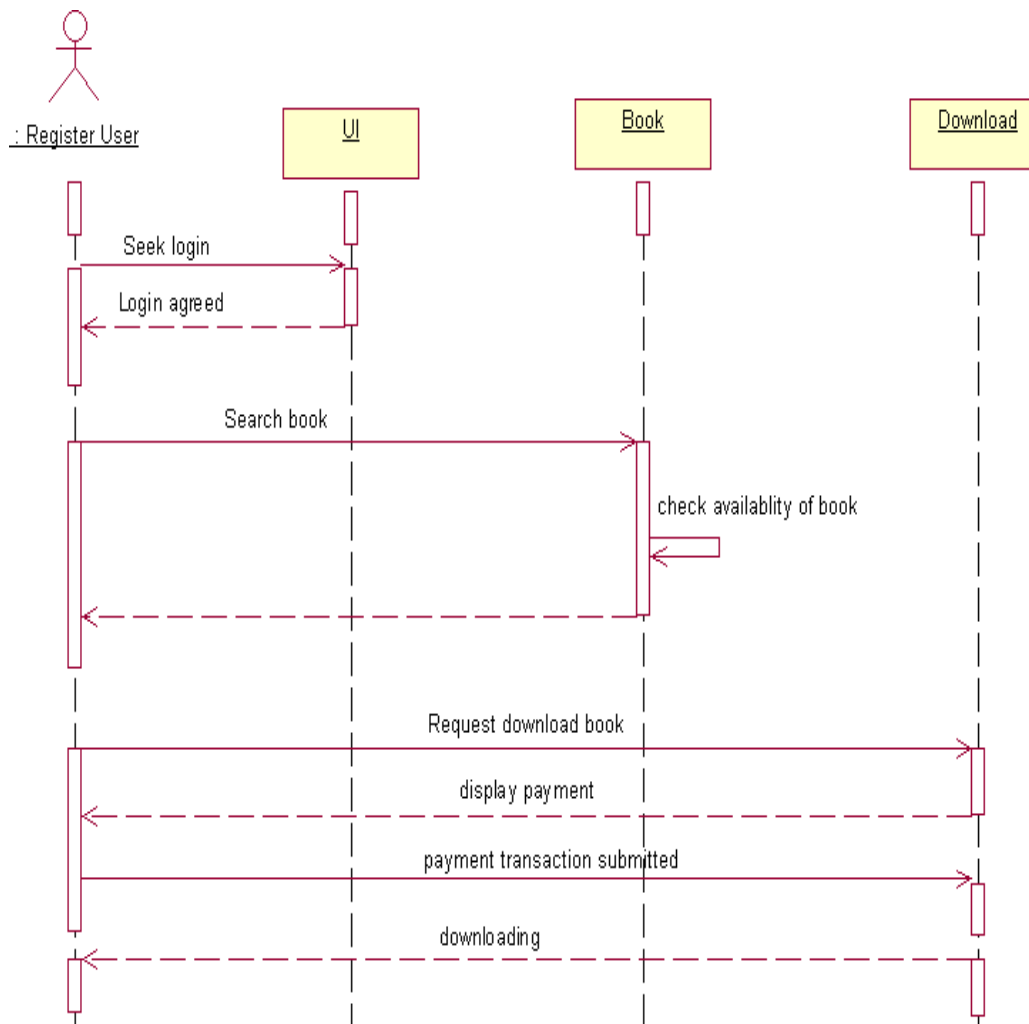 : Register User
UI
Book
Download
Seek login
Login agreed
Search book
check availablity of book
Request download book
display payment
payment transaction submitted
downloading